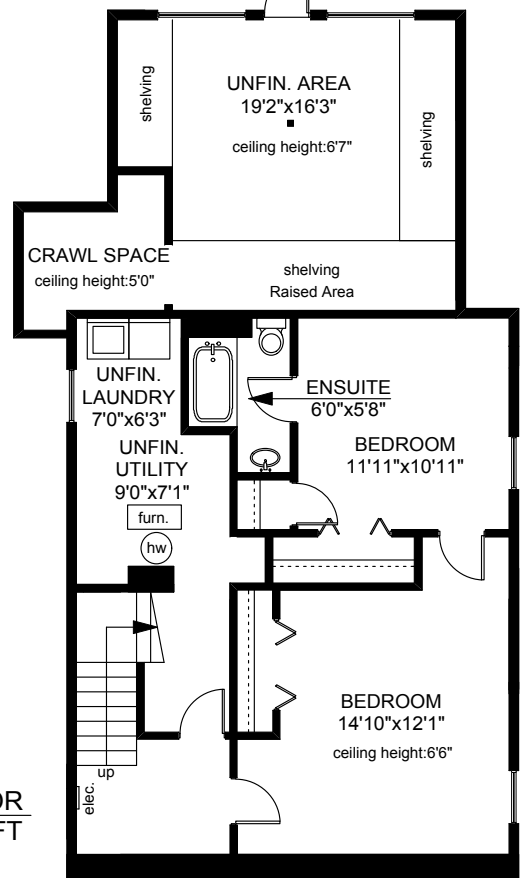 shelving
UNFIN. AREA
19'2"x16'3"
ceiling height:6'7"
shelving
CRAWL SPACE
ceiling height:5'0"
shelving
Raised Area
UNFIN.
LAUNDRY
7'0"x6'3"
UNFIN.
UTILITY
9'0"x7'1"
furn.
hw
ENSUITE
6'0"x5'8"
BEDROOM
11'11"x10'11"
BEDROOM
14'10"x12'1"
ceiling height:6'6"
up
elec.
OR
FT